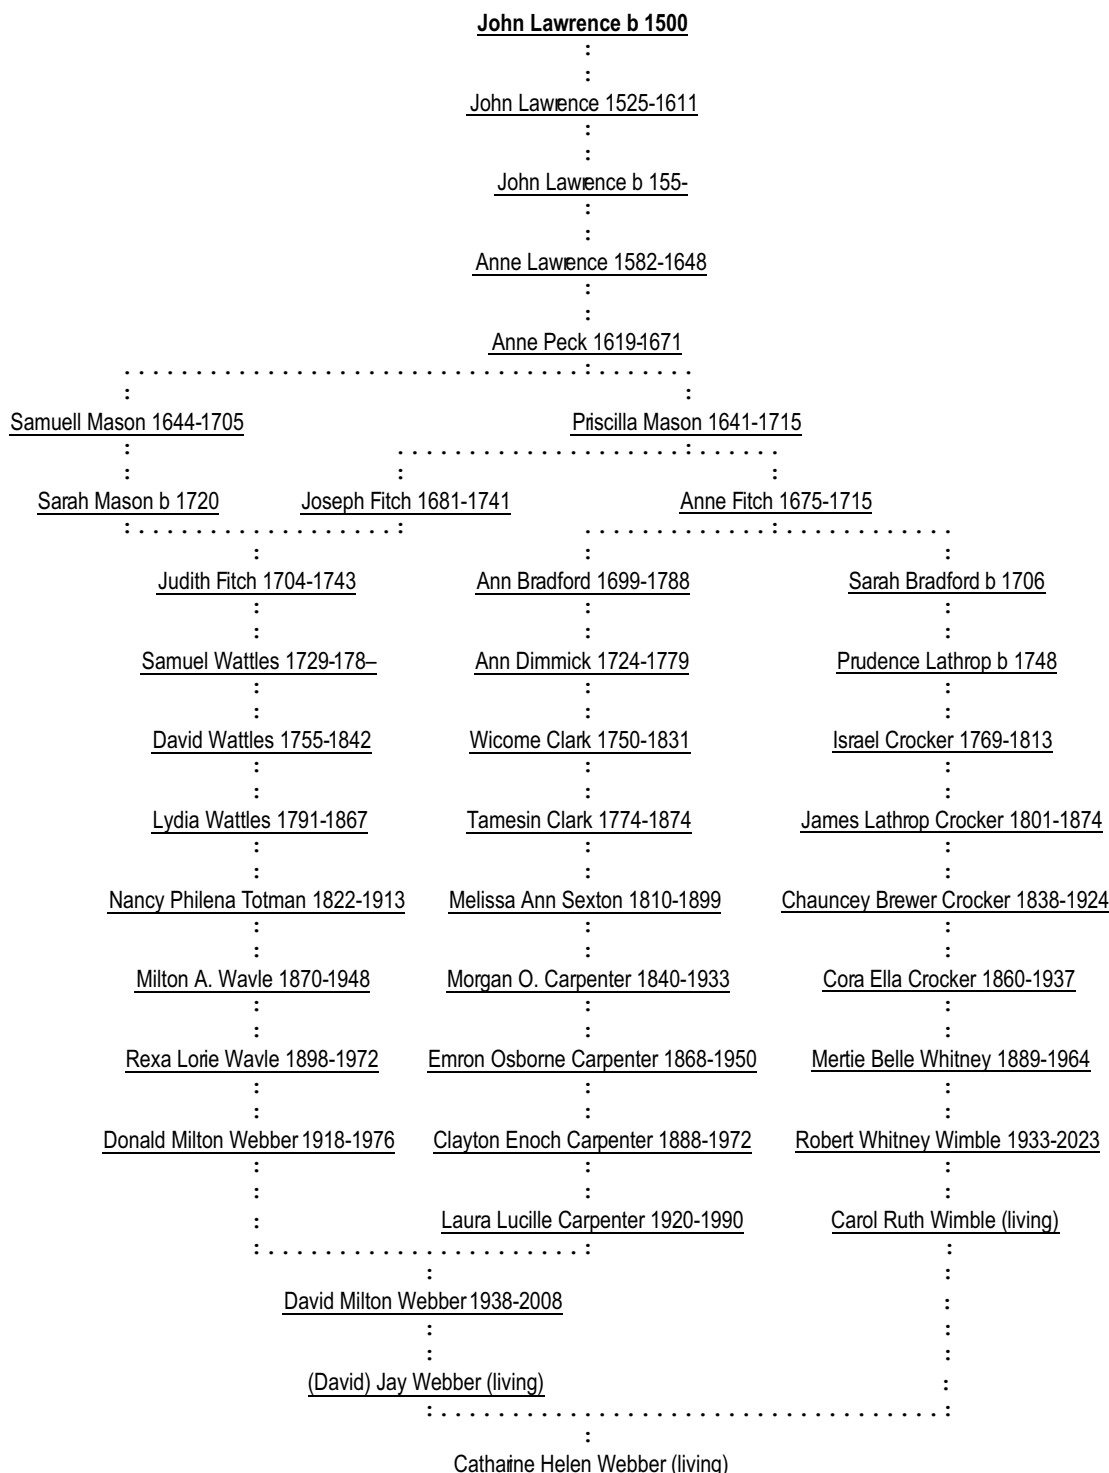 John Lawrence b 1500
John Lawrence 1525-1611
John Lawrence b 155-
Anne Lawrence 1582-1648
Anne Peck 1619-1671
Samuell Mason 1644-1705 Priscilla Mason 1641-1715
Sarah Mason b 1720 Joseph Fitch 1681-1741 Anne Fitch 1675-1715
Judith Fitch 1704-1743 Ann Bradford 1699-1788 Sarah Bradford b 1706
Samuel Wattles 1729-178– Ann Dimmick 1724-1779 Prudence Lathrop b 1748
David Wattles 1755-1842 Wicome Clark 1750-1831 Israel Crocker 1769-1813
Lydia Wattles 1791-1867 Tamesin Clark 1774-1874 James Lathrop Crocker 1801-1874
Nancy Philena Totman 1822-1913 Melissa Ann Sexton 1810-1899 Chauncey Brewer Crocker 1838-1924
Milton A. Wavle 1870-1948 Morgan O. Carpenter 1840-1933 Cora Ella Crocker 1860-1937
Rexa Lorie Wavle 1898-1972 Emron Osborne Carpenter 1868-1950 Mertie Belle Whitney 1889-1964
Donald Milton Webber 1918-1976 Clayton Enoch Carpenter 1888-1972 Robert Whitney Wimble 1933-2023
Laura Lucille Carpenter 1920-1990 Carol Ruth Wimble (living)
David Milton Webber 1938-2008
(David) Jay Webber (living)
Catharine Helen Webber (living)